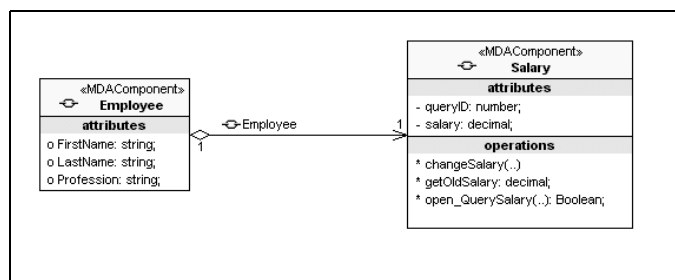 «MDAComponent»
Employee
attributes
o FirstName: string;
o LastName: string;
o Profession: string;
1
Employee
1
«MDAComponent»
Salary
attributes
- queryID: number;
- salary: decimal;
operations
* changeSalary(..)
* getOldSalary: decimal;
* open_QuerySalary(..): Boolean;